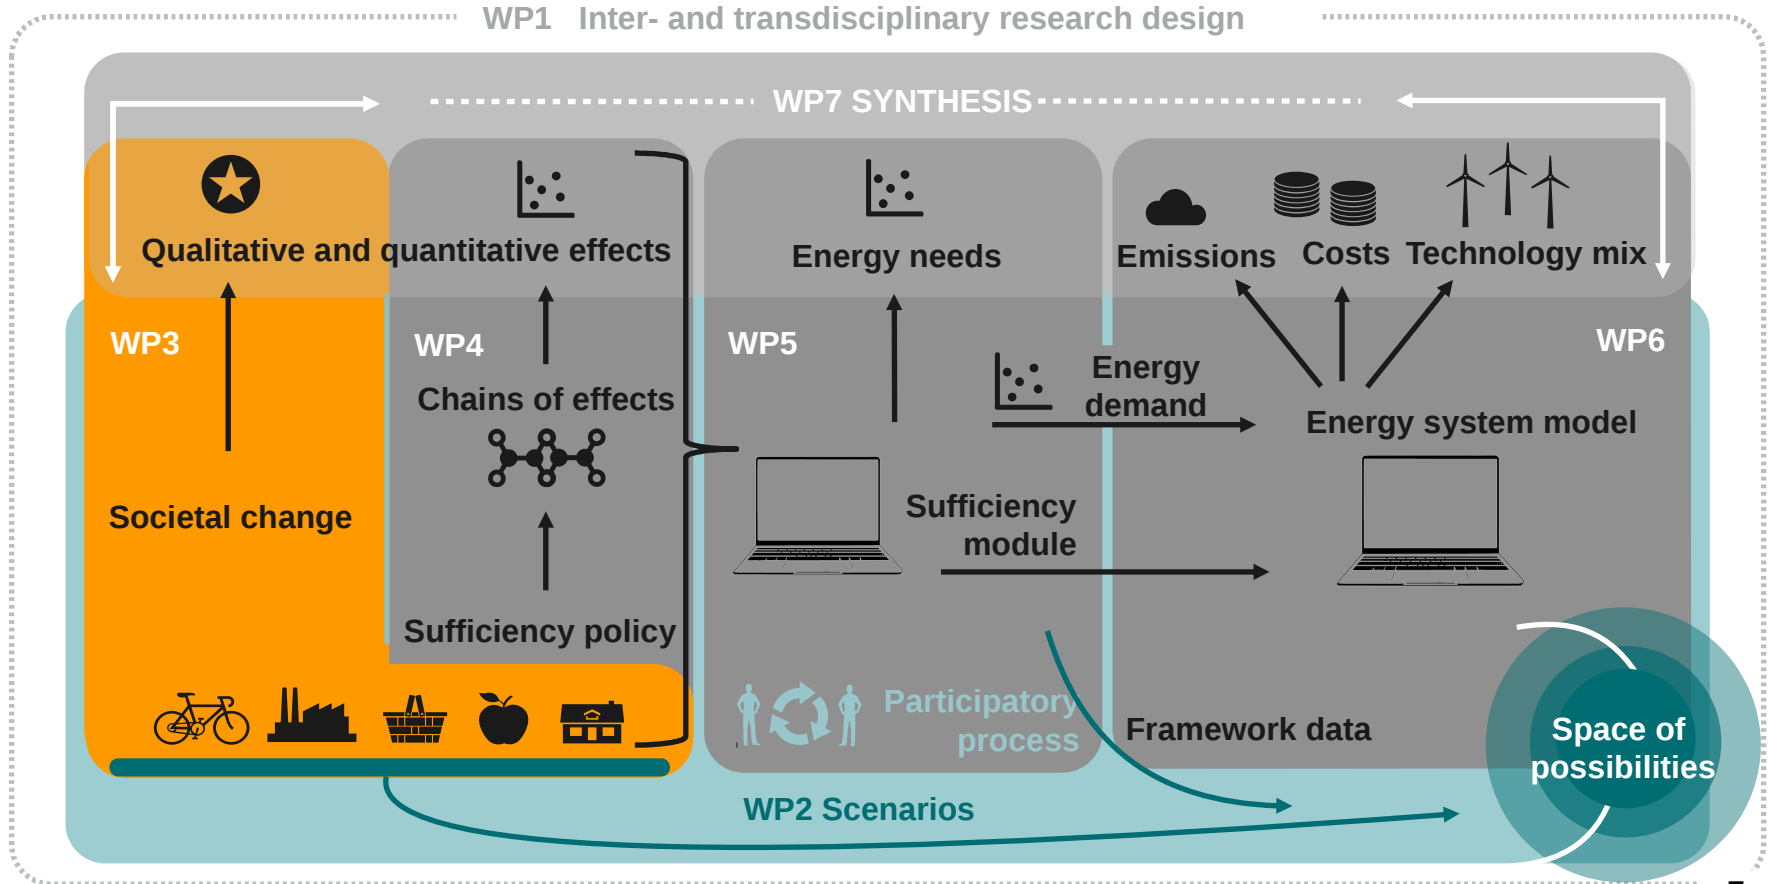 WP1 Inter- and transdisciplinary research design
WP7 SYNTHESIS
Qualitative and quantitative effects
Energy needs
Emissions
Costs
Technology mix
WP3
WP4
WP5
WP6
Chains of effects
Energy
demand
Energy system model
Societal change
Sufficiency
module
Sufficiency policy
Participatory
process
Framework data
Space of
possibilities
WP2 Scenarios